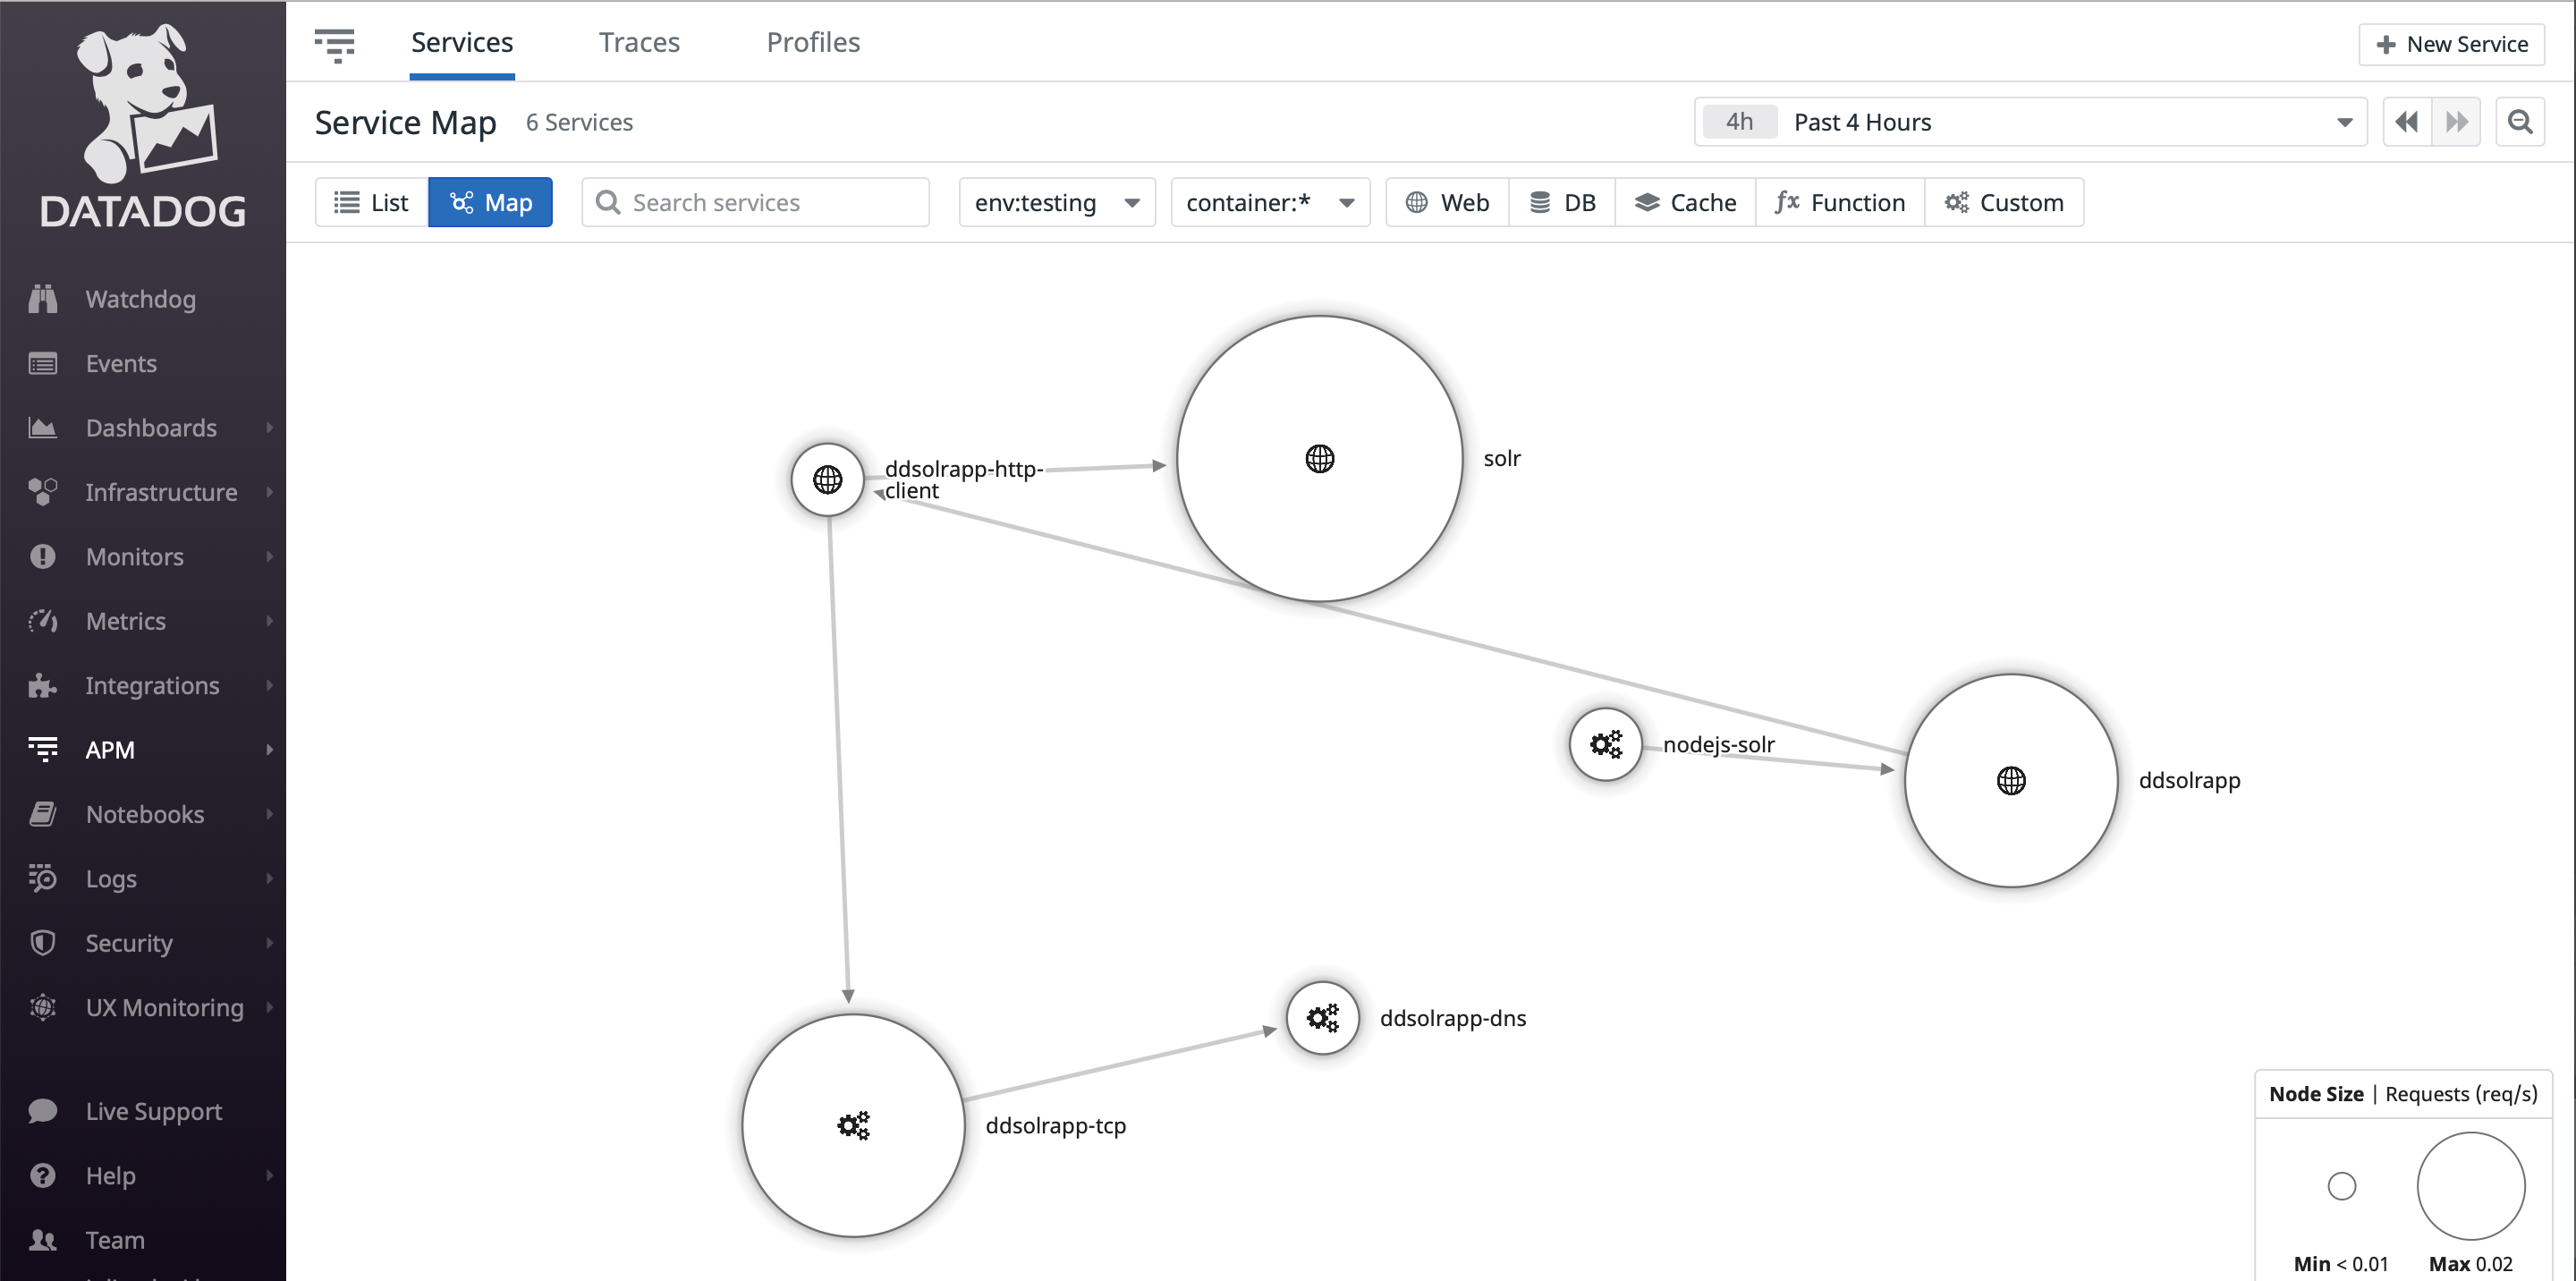 DATADOG
Watchdog
Events
Dashboards
Infrastructure
Monitors
Metrics
Integrations
APM
Notebooks
Logs
Security
UX Monitoring
Live Support
Help
Team
Services Traces Profiles
New Service
Service Map 6 Services
4h Past 4 Hours
List Map Search services env:testing container:* Web DB Cache fx Function Custom
solr
ddsolrapp-http-
client
nodejs-solr
ddsolrapp
ddsolrapp-dns
ddsolrapp-tcp
Node Size | Requests (req/s)
Min < 0.01 Max 0.02